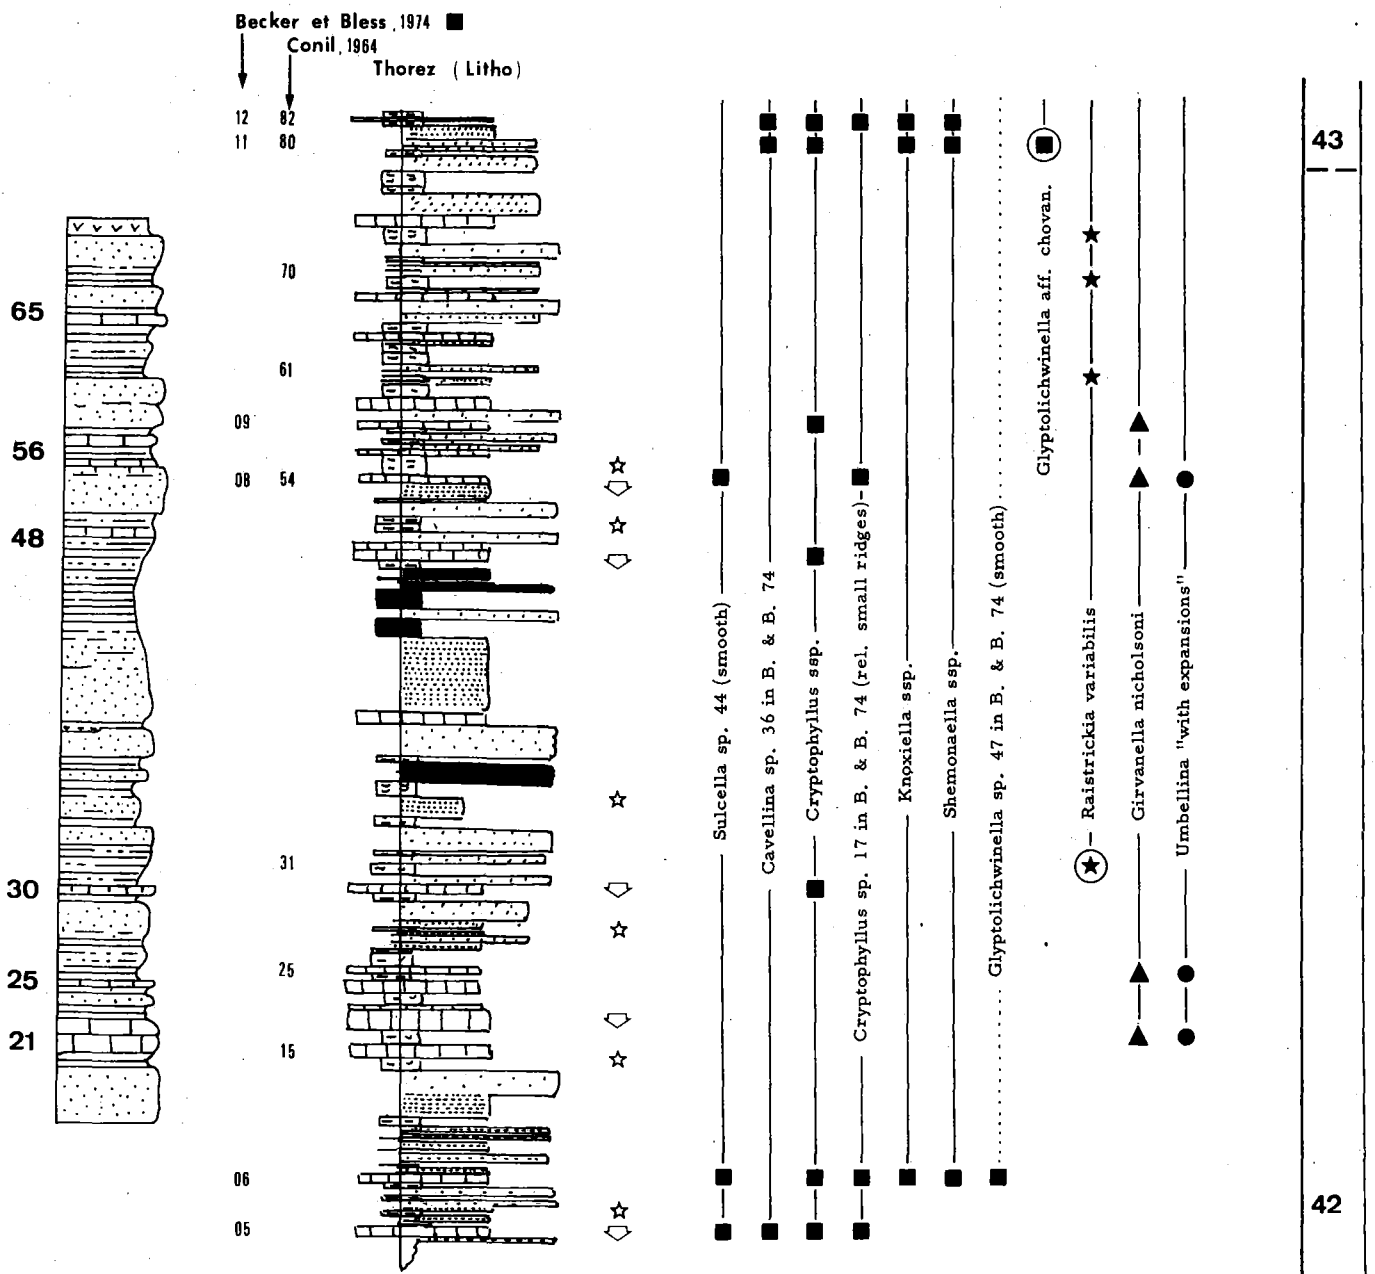 Becker et Bless, 1974
Conil, 1964
Thorez (Litho)
12 82
11 80
43
70
65
61
09
56
08 54
48
31
30
25
25
21
15
06
42
05
Sulcella sp. 44 (smooth)
Cavellina sp. 36 in B. & B. 74
Cryptophyllus ssp.
Cryptophyllus sp. 17 in B. & B. 74 (rel. small ridges)
Knoxiella ssp.
Shemonaella ssp.
Glyptolichwinella sp. 47 in B. & B. 74 (smooth)
Glyptolichwinella aff. chovan.
Raistrickia variabilis
Girvanella nicholsoni
Umbellina "with expansions"